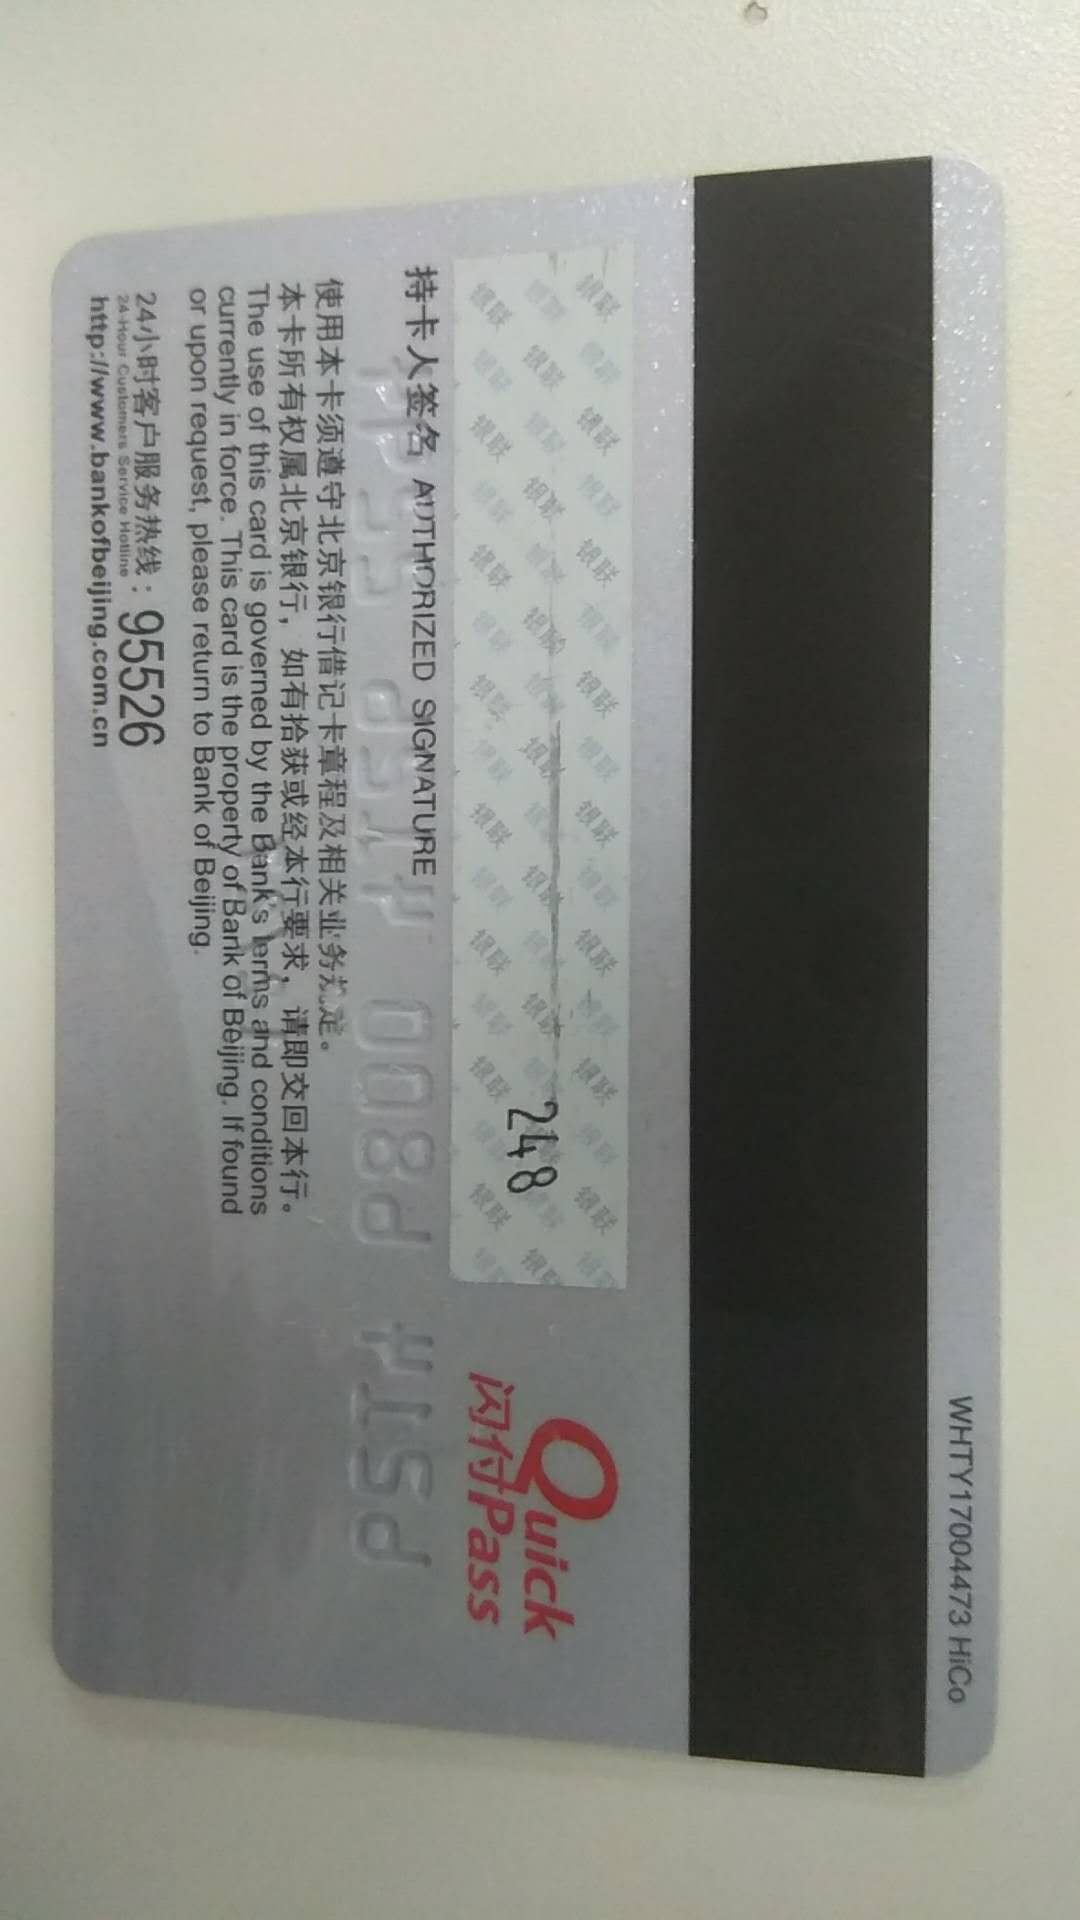 WHTY17004473 HiCo
248
Quick
闪付Pass
持卡人签名 AUTHORIZED SIGNATURE
使用本卡须遵守北京银行借记卡章程及相关业务规定。
本卡所有权属北京银行，如有拾获或经本行要求，请即交回本行。
The use of this card is governed by the Bank's terms and conditions
currently in force. This card is the property of Bank of Beijing. If found
or upon request, please return to Bank of Beijing.
24小时客户服务热线：95526
24-Hour Customers Service Hotline
http://www.bankofbeijing.com.cn